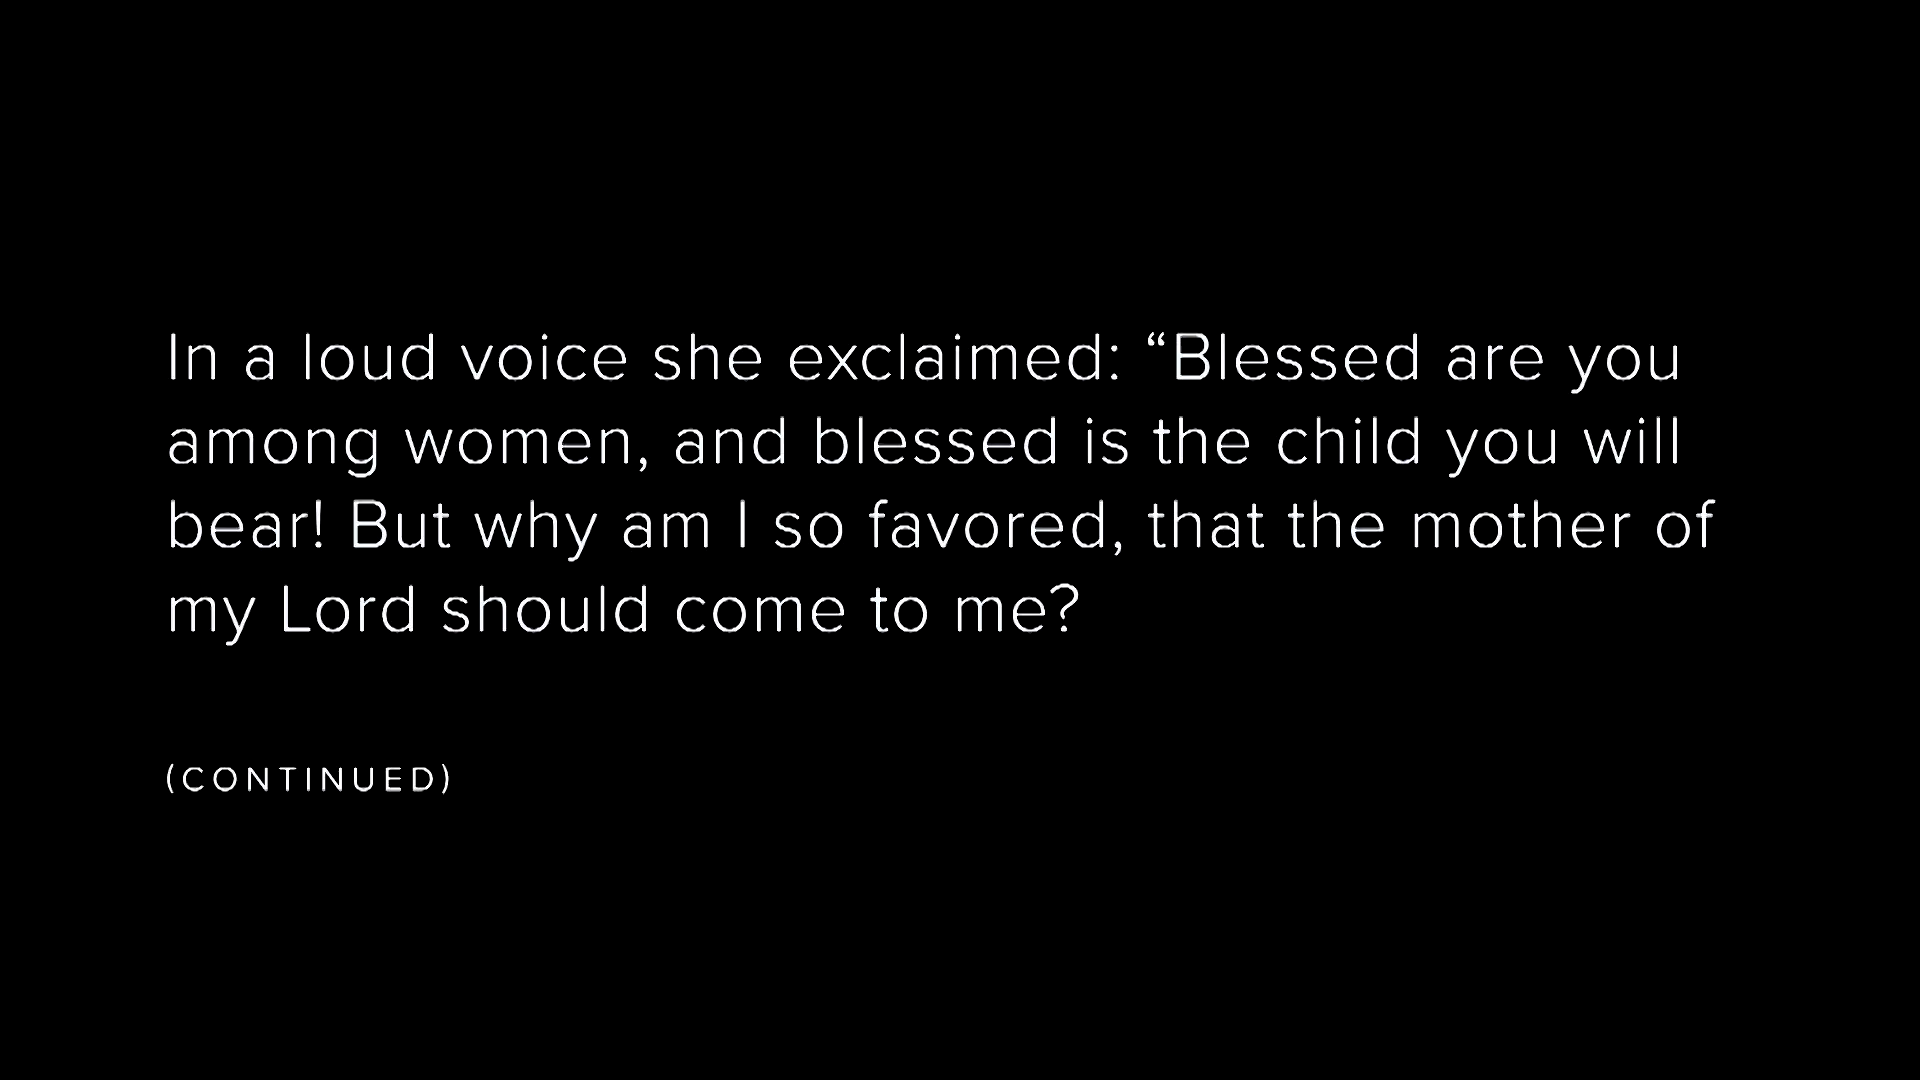 In a loud voice she exclaimed: “Blessed are you
among women, and blessed is the child you will
bear! But why am I so favored, that the mother of
my Lord should come to me?
(CONTINUED)